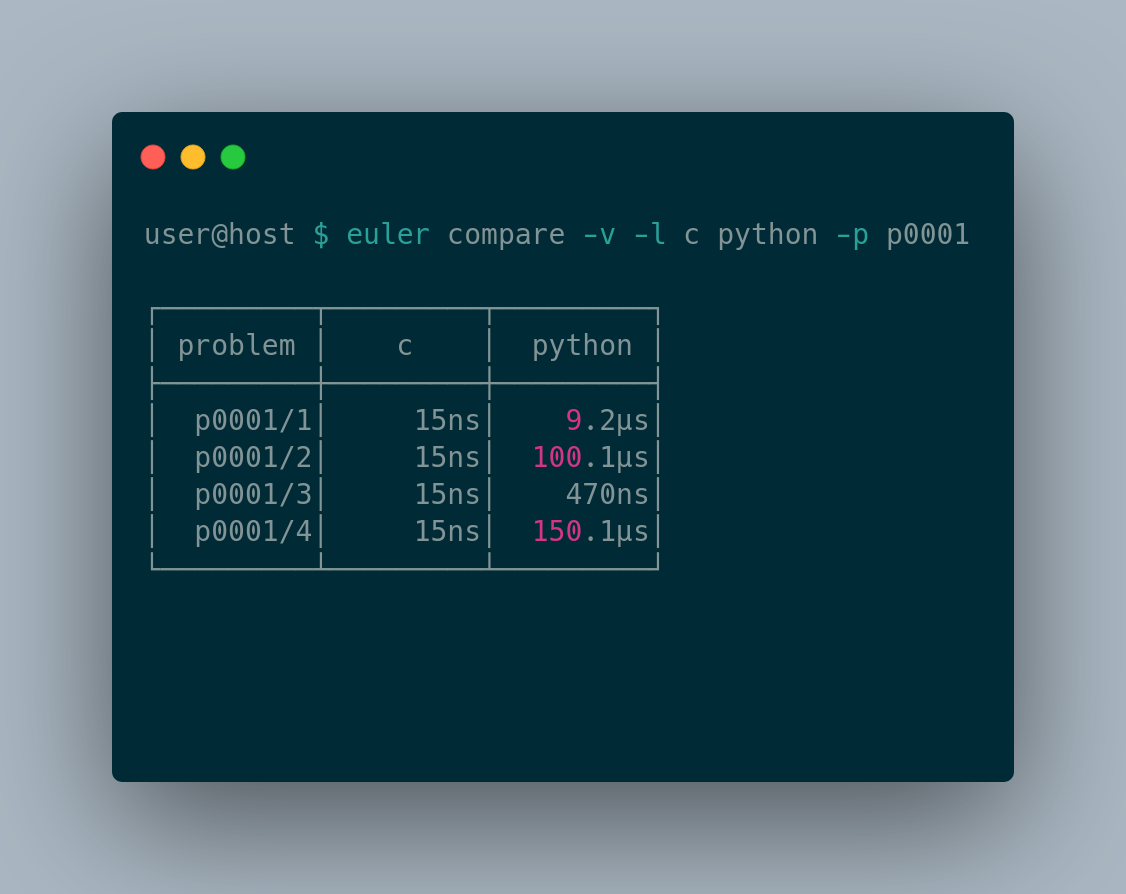 user@host $ euler compare -v -l c python -p p0001
problem c python
p0001/1 15ns 9.2µs
p0001/2 15ns 100.1µs
p0001/3 15ns 470ns
p0001/4 15ns 150.1µs